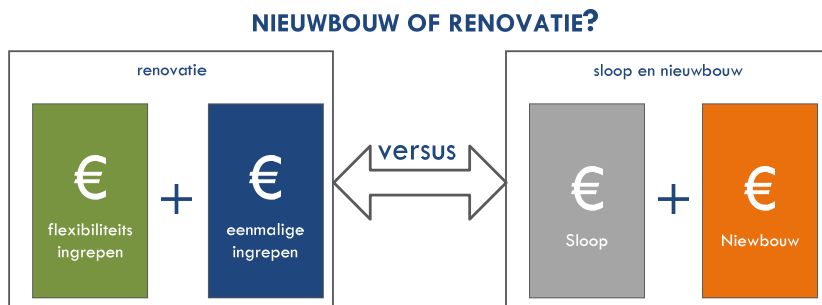 NIEUWBOUW OF RENOVATIE?
renovatie
€
flexibiliteits
ingrepen
+
€
eenmalige
ingrepen
versus
sloop en nieuwbouw
€
Sloop
+
€
Niewbouw